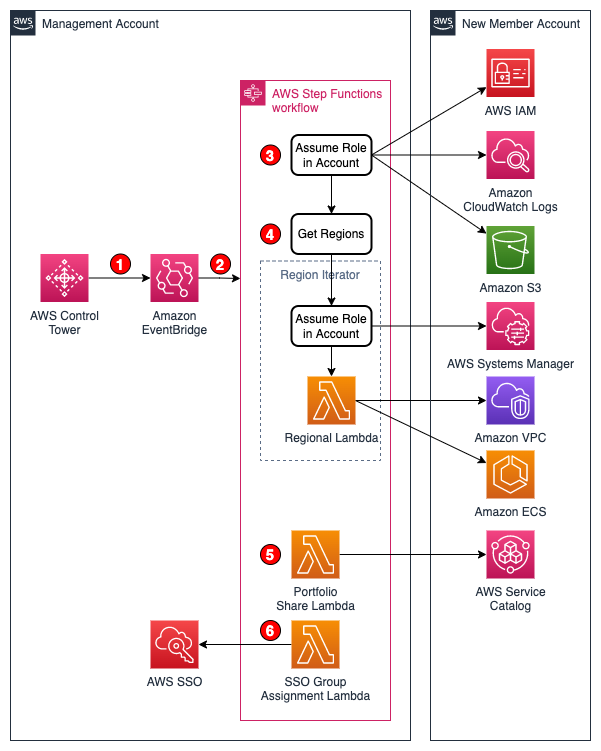 aws
Management Account
aws
New Member Account
AWS Step Functions
workflow
AWS IAM
3
Assume Role
in Account
Amazon
CloudWatch Logs
4
Get Regions
Amazon S3
1
2
Region Iterator
AWS Control
Tower
Amazon
EventBridge
Assume Role
in Account
AWS Systems Manager
Regional Lambda
Amazon VPC
Amazon ECS
5
Portfolio
Share Lambda
AWS Service
Catalog
6
AWS SSO
SSO Group
Assignment Lambda